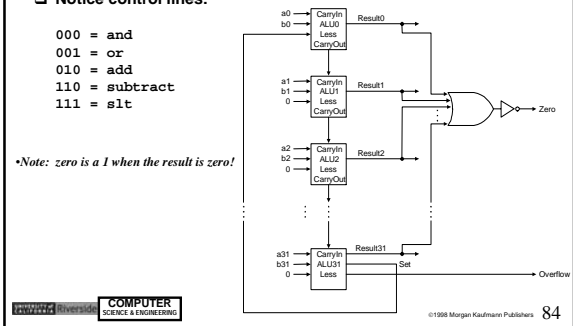 Notice control lines:
000 = and
001 = or
010 = add
110 = subtract
111 = slt
•Note: zero is a 1 when the result is zero!
a0
b0
CarryIn
ALU0
Less
CarryOut
Result0
a1
b1
0
CarryIn
ALU1
Less
CarryOut
Result1
Zero
a2
b2
0
CarryIn
ALU2
Less
CarryOut
Result2
a31
b31
0
CarryIn
ALU31
Less
Result31
Set
Overflow
Riverside
COMPUTER
SCIENCE & ENGINEERING
©1998 Morgan Kaufmann Publishers 84